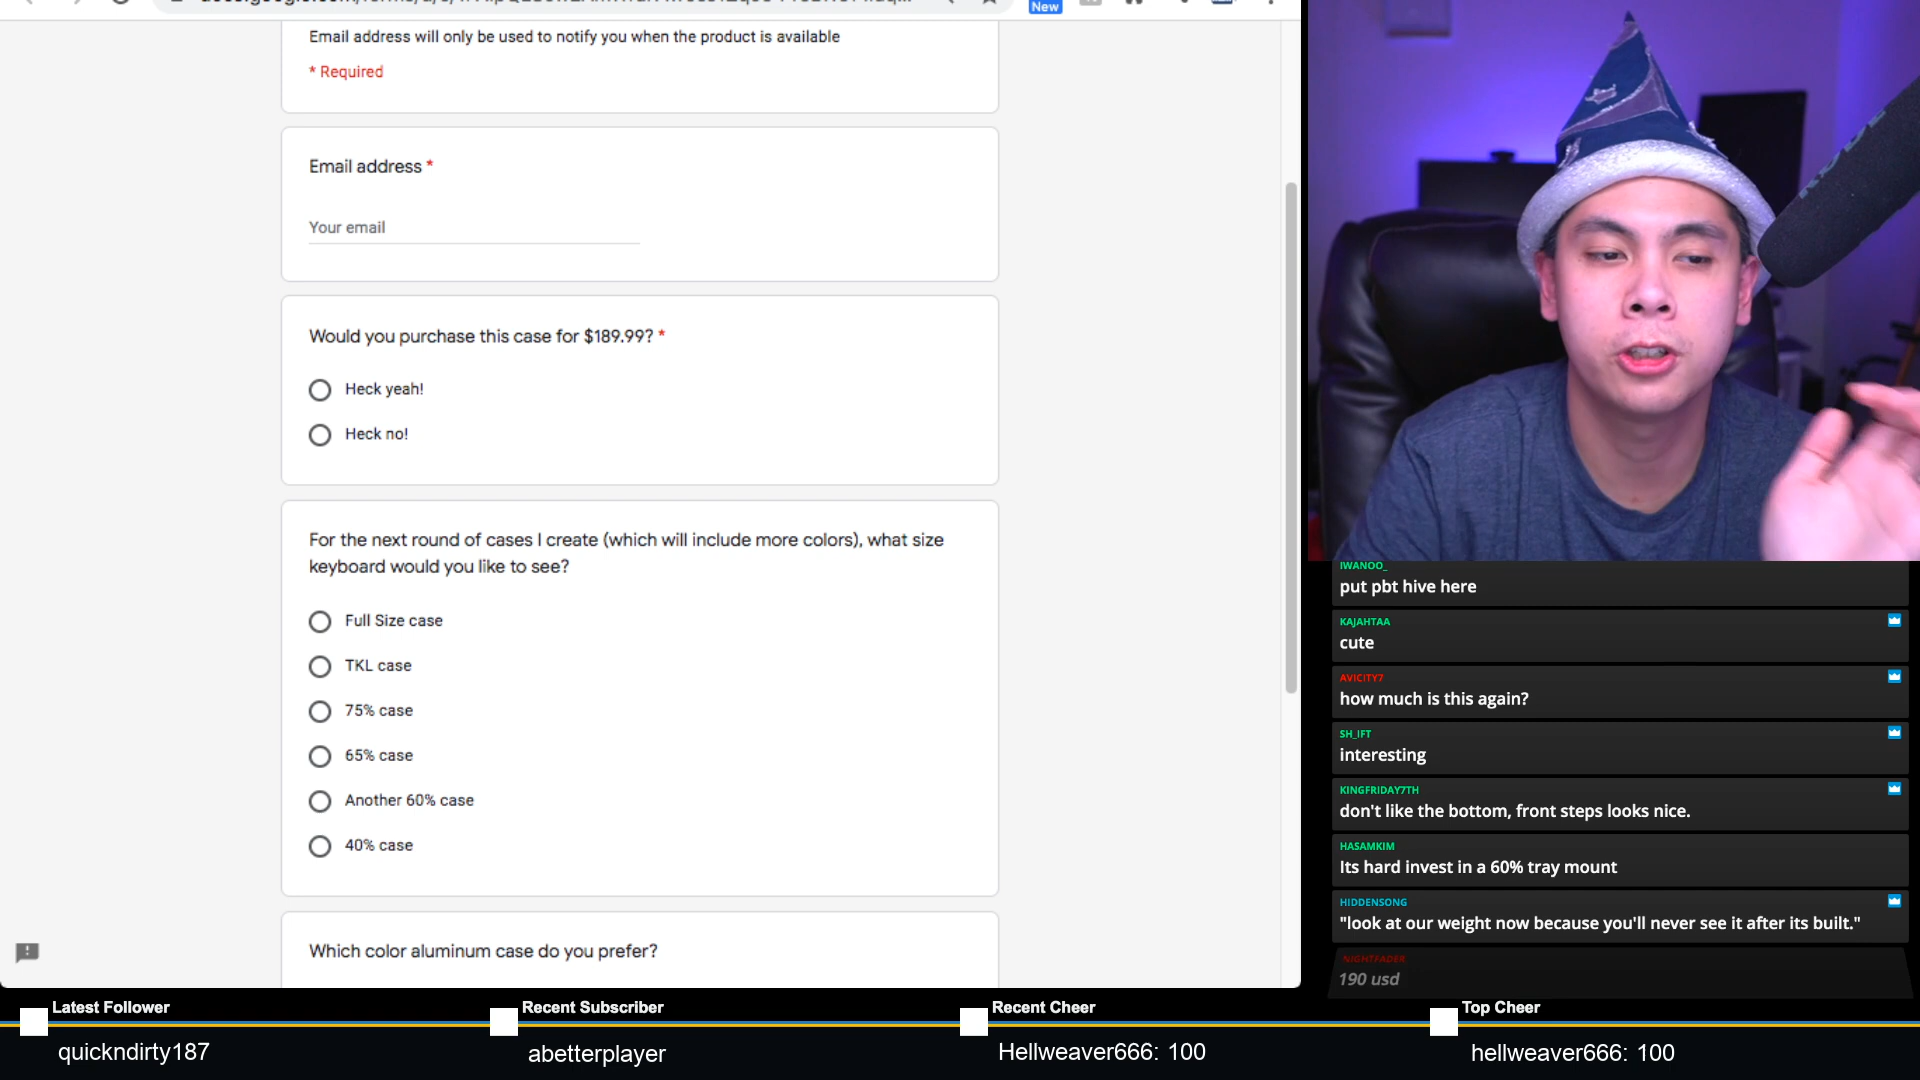 New
Email address will only be used to notify you when the product is available
* Required
Email address *
Your email
Would you purchase this case for $189.99? *
Heck yeah!
Heck no!
For the next round of cases I create (which will include more colors), what size
keyboard would you like to see?
Full Size case
TKL case
75% case
65% case
Another 60% case
40% case
Which color aluminum case do you prefer?
IWANOO_
put pbt hive here
KAJAHTAA
cute
AVICITY7
how much is this again?
SH_IFT
interesting
KINGFRIDAY7TH
don't like the bottom, front steps looks nice.
HASAMKIM
Its hard invest in a 60% tray mount
HIDDENSONG
"look at our weight now because you'll never see it after its built."
NIGHTFADER
190 usd
Latest Follower
quickndirty187
Recent Subscriber
abetterplayer
Recent Cheer
Hellweaver666: 100
Top Cheer
hellweaver666: 100